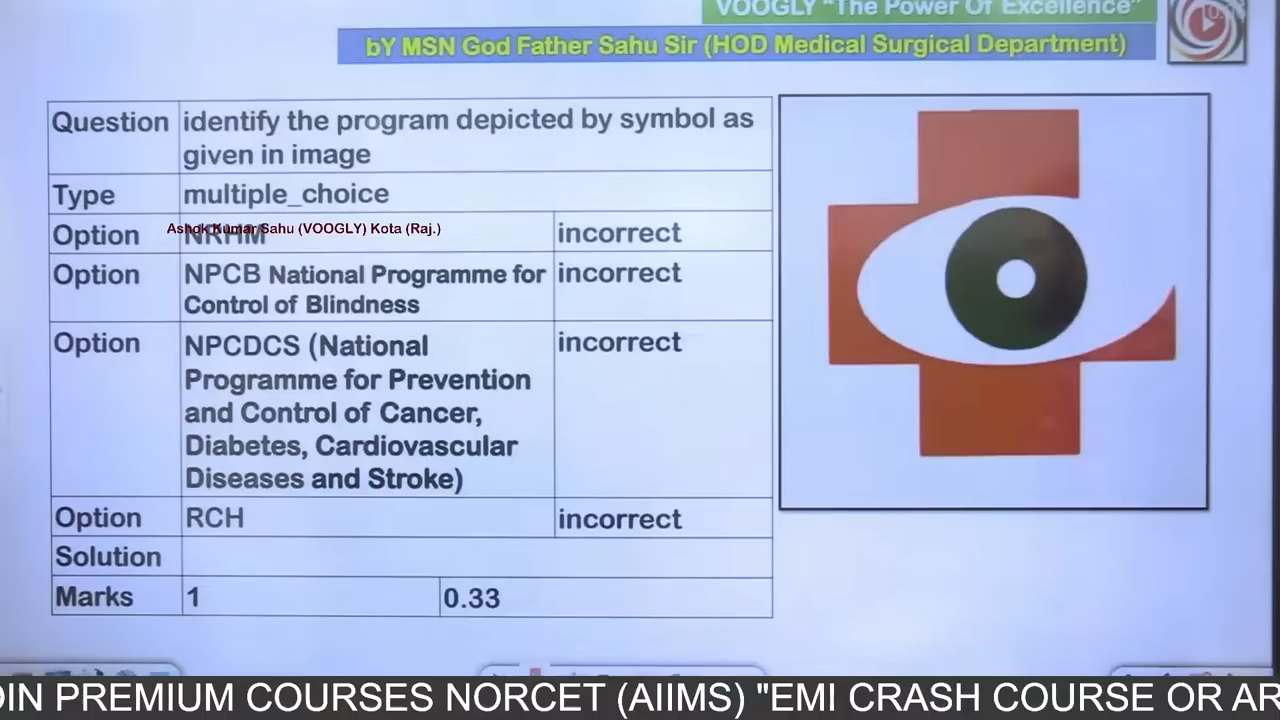 VOOGLY "The Power Of Excellence"
bY MSN God Father Sahu Sir (HOD Medical Surgical Department)
Question
identify the program depicted by symbol as
given in image
Type
multiple_choice
Option
NRHM
incorrect
Ashok Kumar Sahu (VOOGLY) Kota (Raj.)
Option
NPCB National Programme for
Control of Blindness
incorrect
Option
NPCDCS (National
Programme for Prevention
and Control of Cancer,
Diabetes, Cardiovascular
Diseases and Stroke)
incorrect
Option
RCH
incorrect
Solution
Marks
1
0.33
OIN PREMIUM COURSES NORCET (AIIMS) "EMI CRASH COURSE OR AR